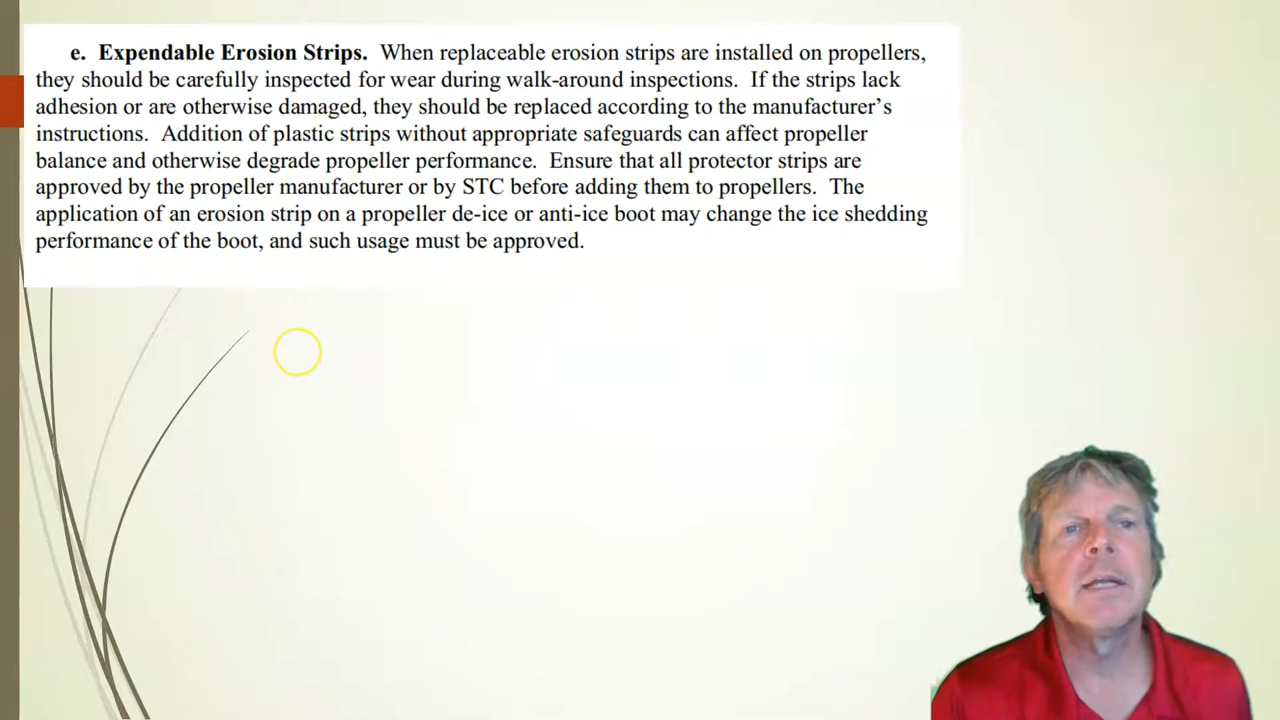 e. Expendable Erosion Strips. When replaceable erosion strips are installed on propellers,
they should be carefully inspected for wear during walk-around inspections. If the strips lack
adhesion or are otherwise damaged, they should be replaced according to the manufacturer's
instructions. Addition of plastic strips without appropriate safeguards can affect propeller
balance and otherwise degrade propeller performance. Ensure that all protector strips are
approved by the propeller manufacturer or by STC before adding them to propellers. The
application of an erosion strip on a propeller de-ice or anti-ice boot may change the ice shedding
performance of the boot, and such usage must be approved.